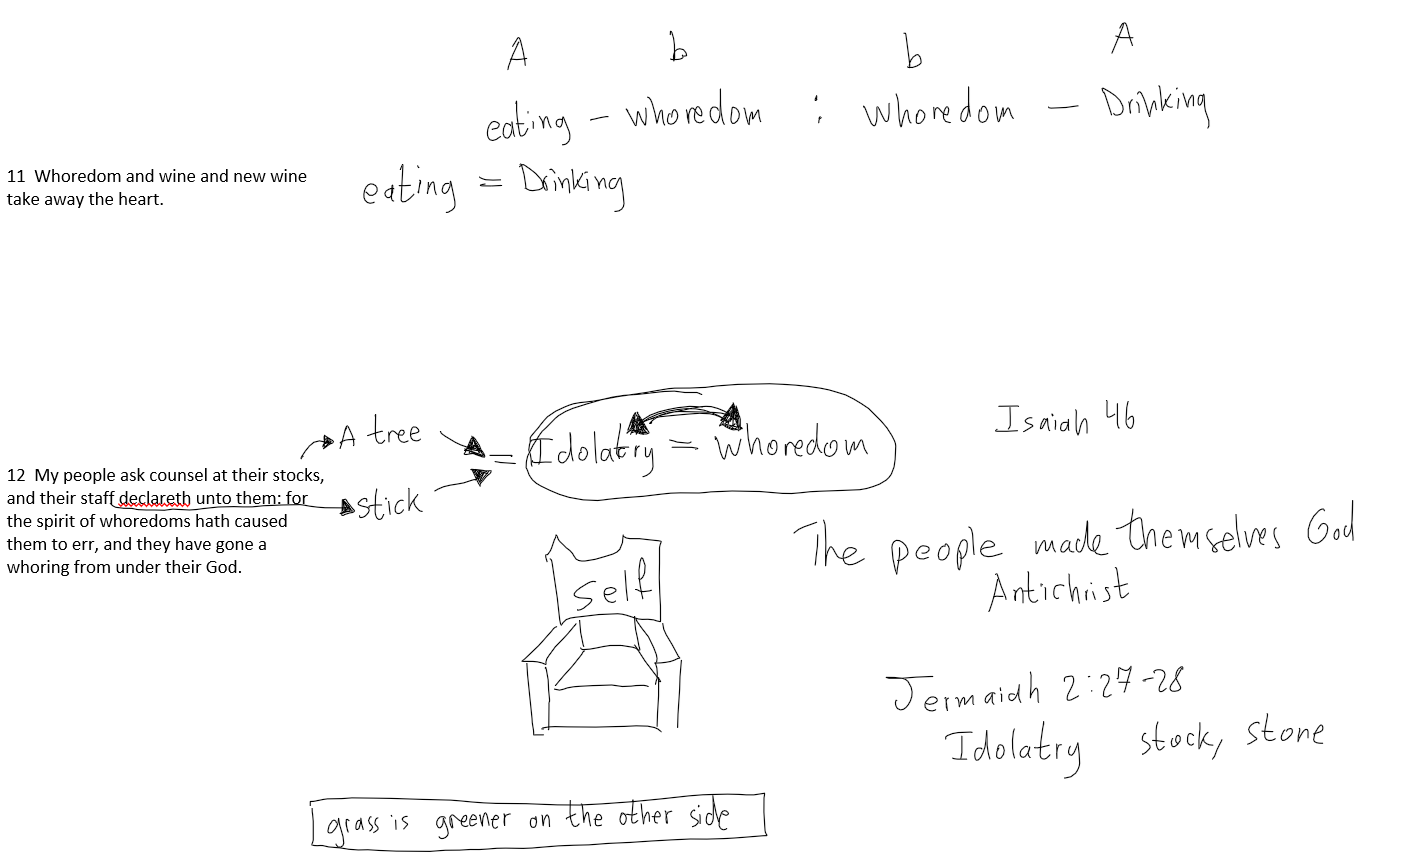 A b b A
eating - whoredom : whoredom - Drinking
11 Whoredom and wine and new wine
take away the heart.
eating = Drinking
A tree
= Idolatry = whoredom
stick
Isaiah 46
12 My people ask counsel at their stocks,
and their staff declareth unto them: for
the spirit of whoredoms hath caused
them to err, and they have gone a
whoring from under their God.
The people made themselves God
Antichrist
self
Jermaiah 2:27-28
Idolatry stock, stone
grass is greener on the other side